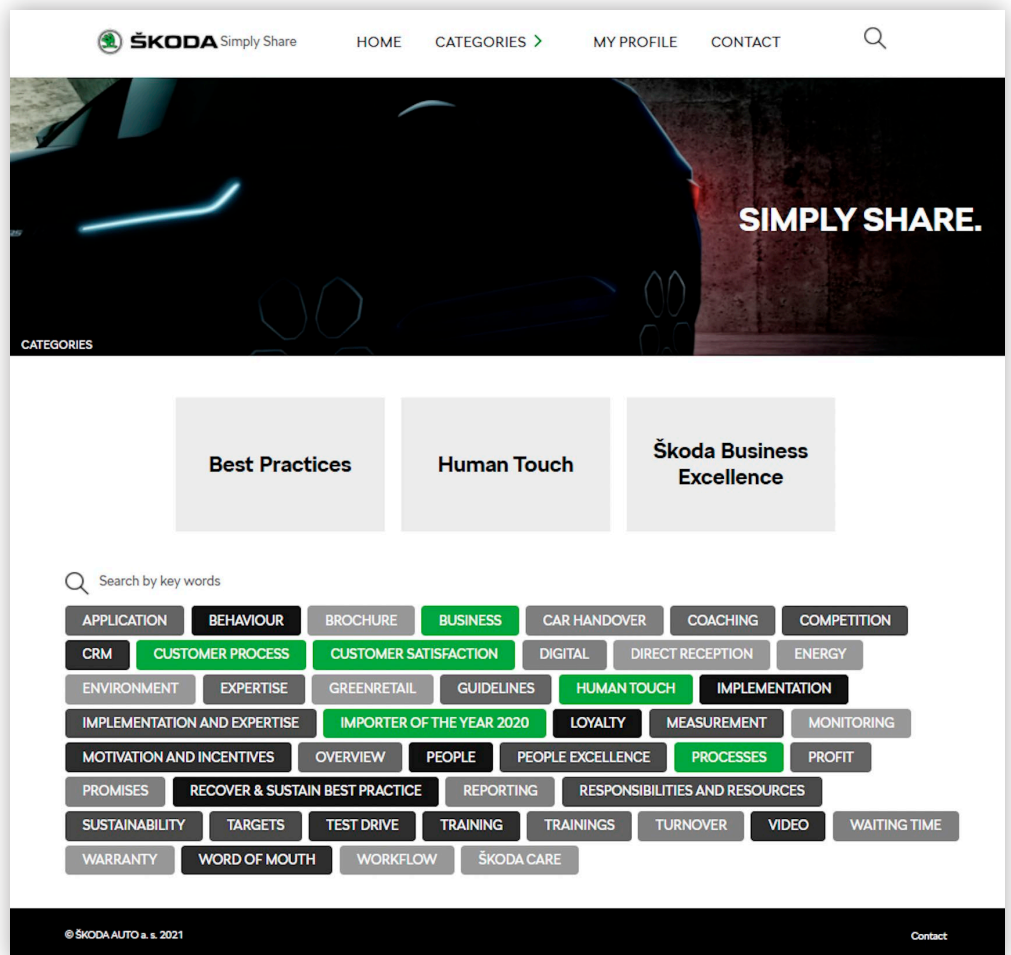 ŠKODA Simply Share HOME CATEGORIES MY PROFILE CONTACT
SIMPLY SHARE.
CATEGORIES
Best Practices
Human Touch
Škoda Business
Excellence
Search by key words
APPLICATION BEHAVIOUR BROCHURE BUSINESS CAR HANDOVER COACHING COMPETITION
CRM CUSTOMER PROCESS CUSTOMER SATISFACTION DIGITAL DIRECT RECEPTION ENERGY
ENVIRONMENT EXPERTISE GREENRETAIL GUIDELINES HUMAN TOUCH IMPLEMENTATION
IMPLEMENTATION AND EXPERTISE IMPORTER OF THE YEAR 2020 LOYALTY MEASUREMENT MONITORING
MOTIVATION AND INCENTIVES OVERVIEW PEOPLE PEOPLE EXCELLENCE PROCESSES PROFIT
PROMISES RECOVER & SUSTAIN BEST PRACTICE REPORTING RESPONSIBILITIES AND RESOURCES
SUSTAINABILITY TARGETS TEST DRIVE TRAINING TRAININGS TURNOVER VIDEO WAITING TIME
WARRANTY WORD OF MOUTH WORKFLOW ŠKODA CARE
© ŠKODA AUTO a. s. 2021 Contact